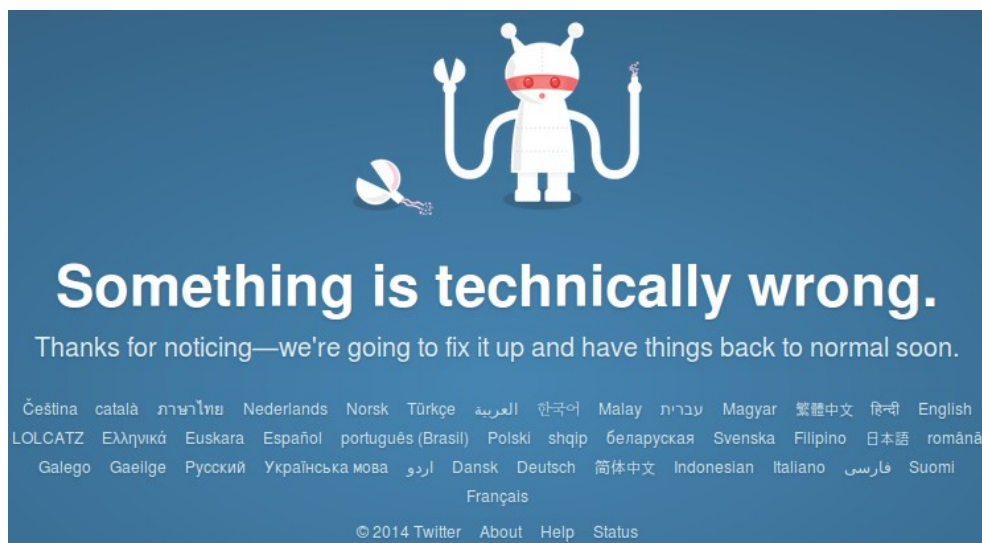 Something is technically wrong.
Thanks for noticing—we're going to fix it up and have things back to normal soon.
Čeština català ภาษาไทย Nederlands Norsk Türkçe العربية 한국어 Malay עברית Magyar 繁體中文 हिन्दी English
LOLCATZ Ελληνικά Euskara Español português (Brasil) Polski shqip беларуская Svenska Filipino 日本語 română
Galego Gaeilge Русский Українська мова اردو Dansk Deutsch 简体中文 Indonesian Italiano فارسی Suomi
Français
© 2014 Twitter About Help Status